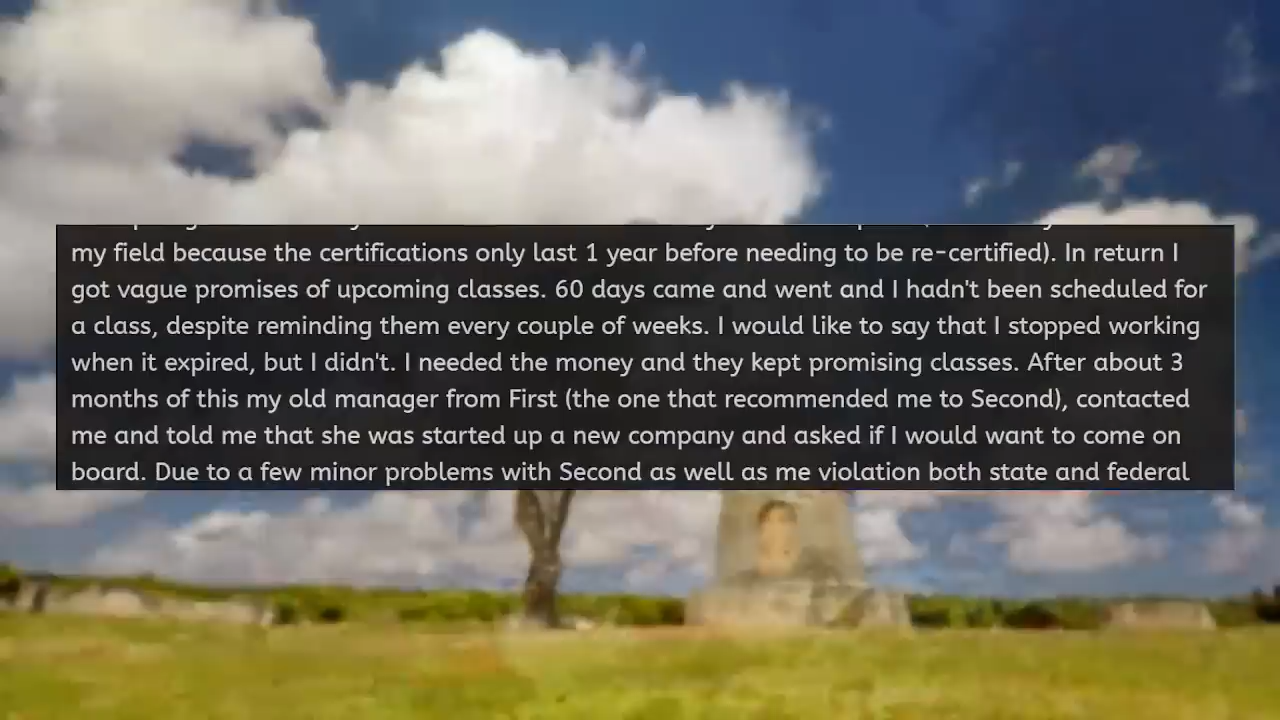 my field because the certifications only last 1 year before needing to be re-certified). In return I
got vague promises of upcoming classes. 60 days came and went and I hadn't been scheduled for
a class, despite reminding them every couple of weeks. I would like to say that I stopped working
when it expired, but I didn't. I needed the money and they kept promising classes. After about 3
months of this my old manager from First (the one that recommended me to Second), contacted
me and told me that she was started up a new company and asked if I would want to come on
board. Due to a few minor problems with Second as well as me violation both state and federal